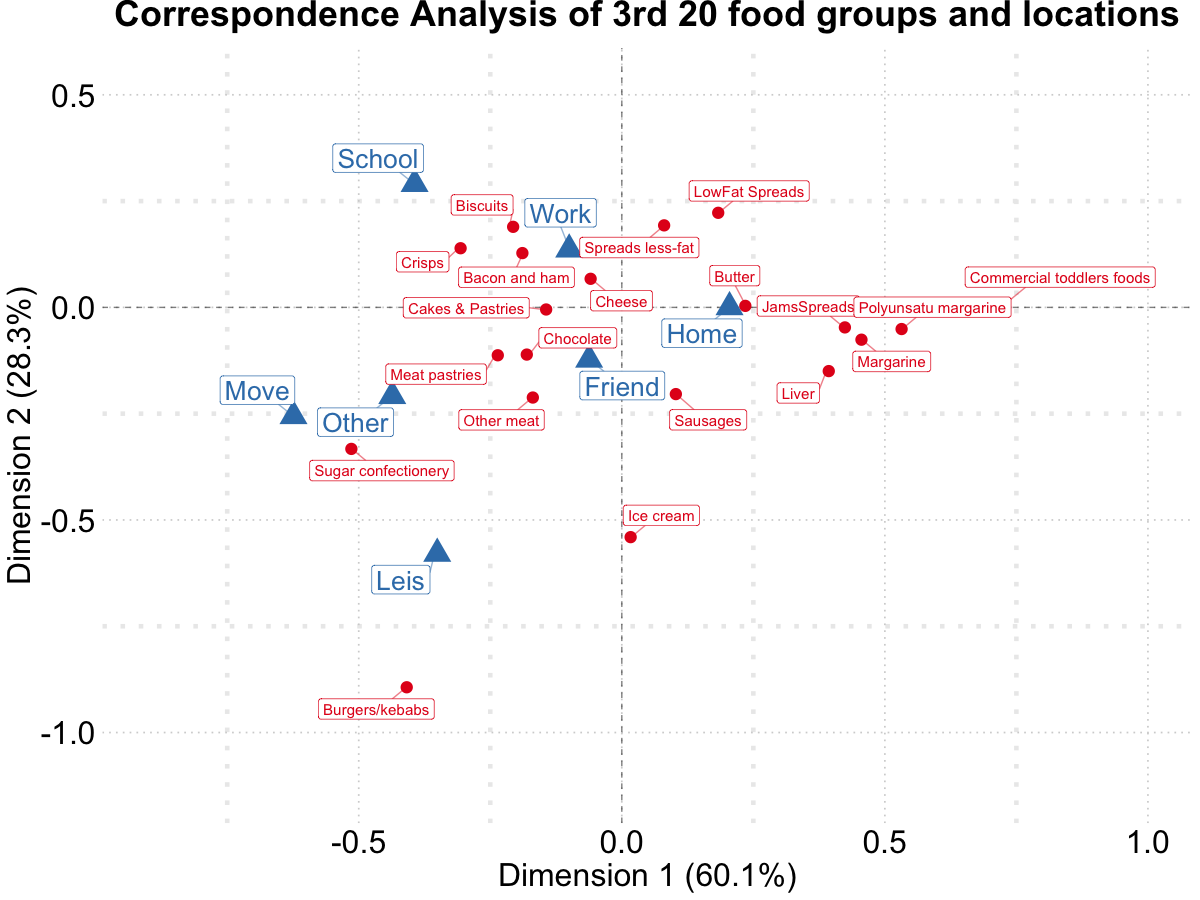 Correspondence Analysis of 3rd 20 food groups and locations
0.5
School
LowFat Spreads
Biscuits
Work
Spreads less-fat
Crisps
Bacon and ham
Butter
Commercial toddlers foods
Cheese
0.0
Cakes & Pastries
JamsSpreads
Polyunsatu margarine
Home
Chocolate
Margarine
Meat pastries
Friend
Move
Liver
Other
Other meat
Sausages
Sugar confectionery
-0.5
Ice cream
Leis
Burgers/kebabs
-1.0
Dimension 2 (28.3%)
-0.5
0.0
0.5
1.0
Dimension 1 (60.1%)